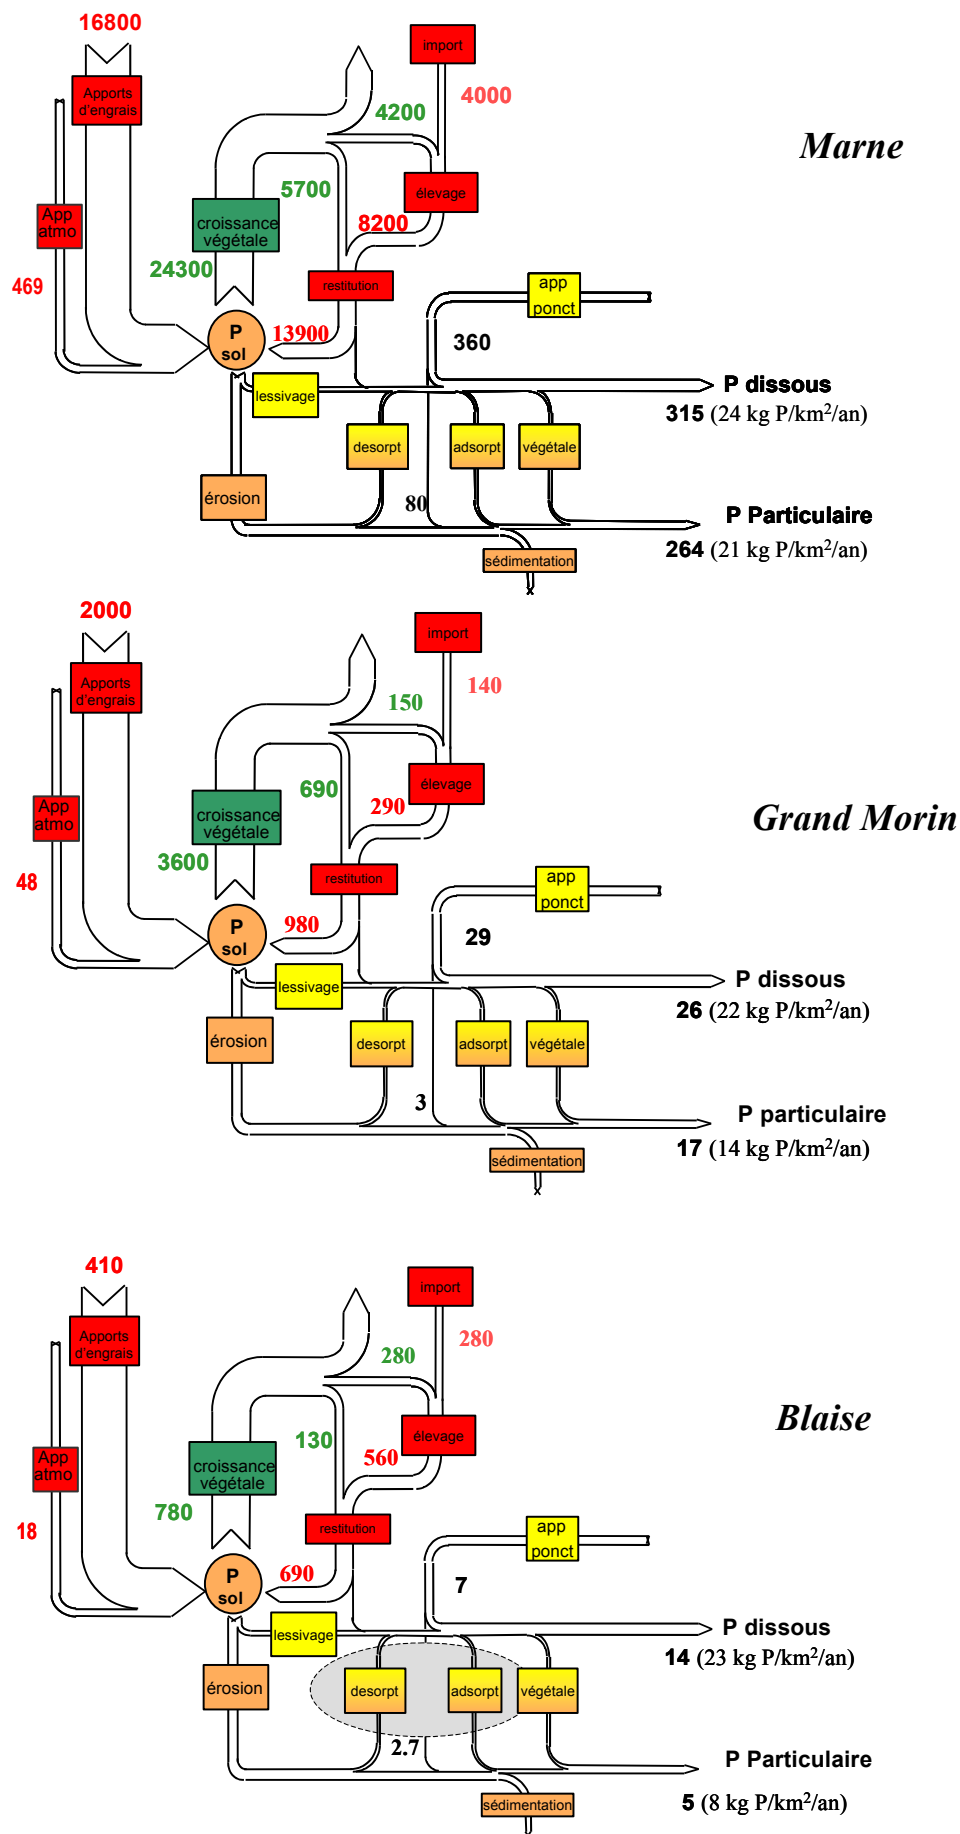 16800
import
Apports
d'engrais
4000
4200
Marne
5700
élevage
App
atmo
croissance
végétale
8200
24300
469
restitution
app
ponct
P
sol
13900
360
P dissous
lessivage
315 (24 kg P/km²/an)
desorpt
adsorpt
végétale
érosion
80
P Particulaire
264 (21 kg P/km²/an)
sédimentation
2000
import
Apports
d'engrais
140
150
690
élevage
App
atmo
290
croissance
végétale
Grand Morin
3600
48
restitution
app
ponct
P
sol
980
29
P dissous
lessivage
26 (22 kg P/km²/an)
érosion
desorpt
adsorpt
végétale
3
P particulaire
17 (14 kg P/km²/an)
sédimentation
410
import
Apports
d'engrais
280
280
Blaise
130
élevage
App
atmo
560
croissance
végétale
780
18
restitution
app
ponct
P
sol
690
7
P dissous
lessivage
14 (23 kg P/km²/an)
érosion
desorpt
adsorpt
végétale
2.7
P Particulaire
5 (8 kg P/km²/an)
sédimentation